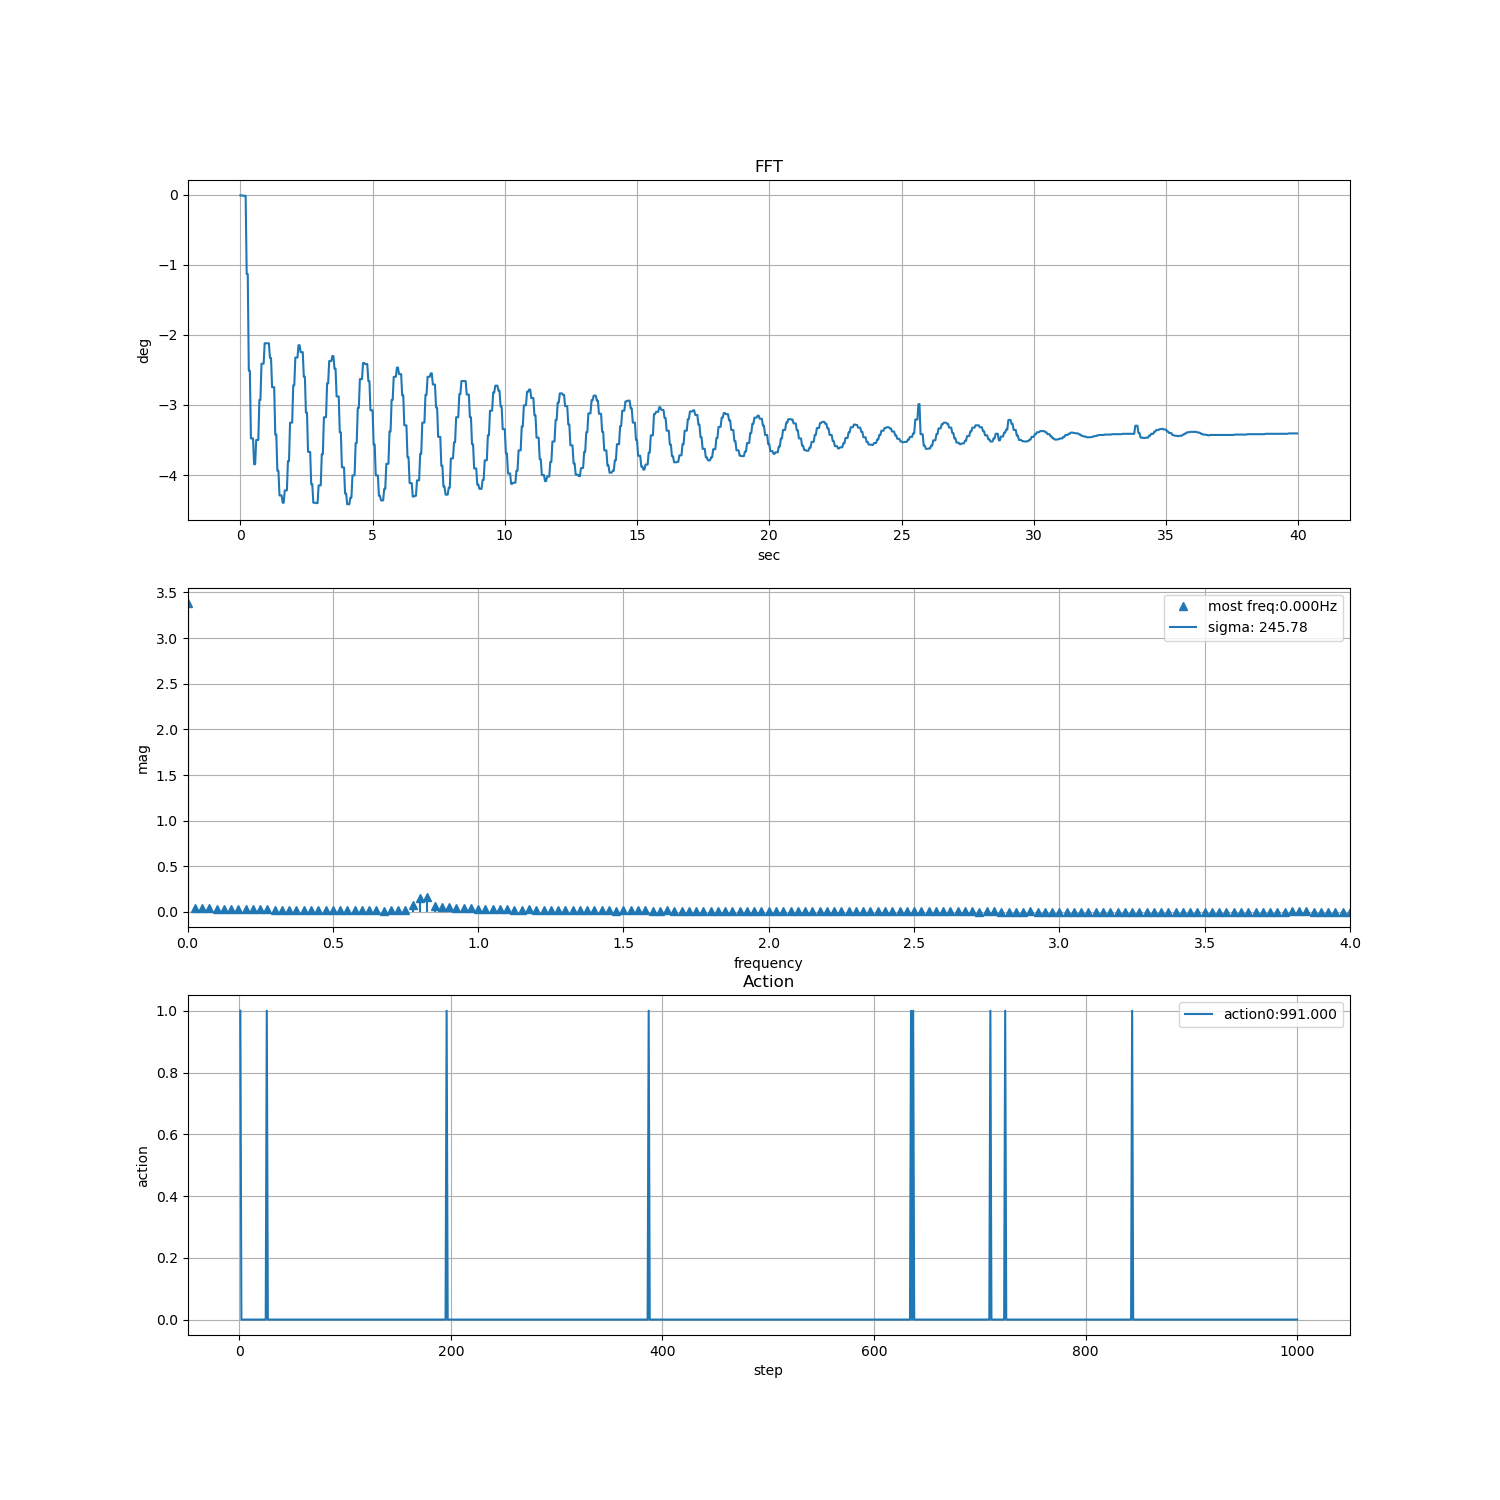 FFT
0
−1
−2
−3
−4
deg
0 5 10 15 20 25 30 35 40
sec
3.5
3.0
2.5
2.0
1.5
1.0
0.5
0.0
mag
most freq:0.000Hz
sigma: 245.78
0.0 0.5 1.0 1.5 2.0 2.5 3.0 3.5 4.0
frequency
Action
1.0
0.8
0.6
0.4
0.2
0.0
action
action0:991.000
0 200 400 600 800 1000
step